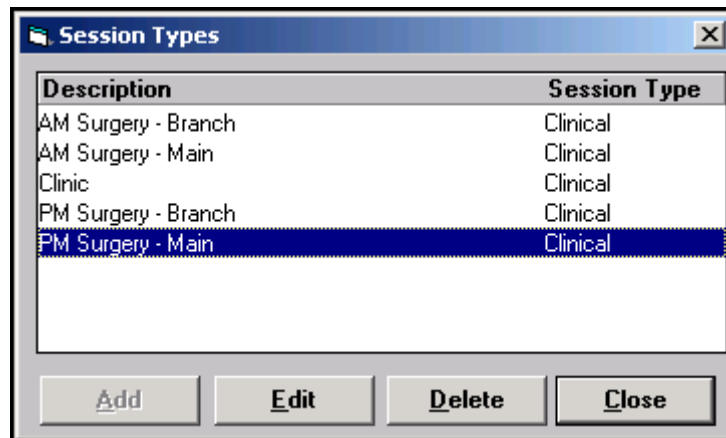 Session Types
Description Session Type
AM Surgery - Branch Clinical
AM Surgery - Main Clinical
Clinic Clinical
PM Surgery - Branch Clinical
PM Surgery - Main Clinical
Add Edit Delete Close